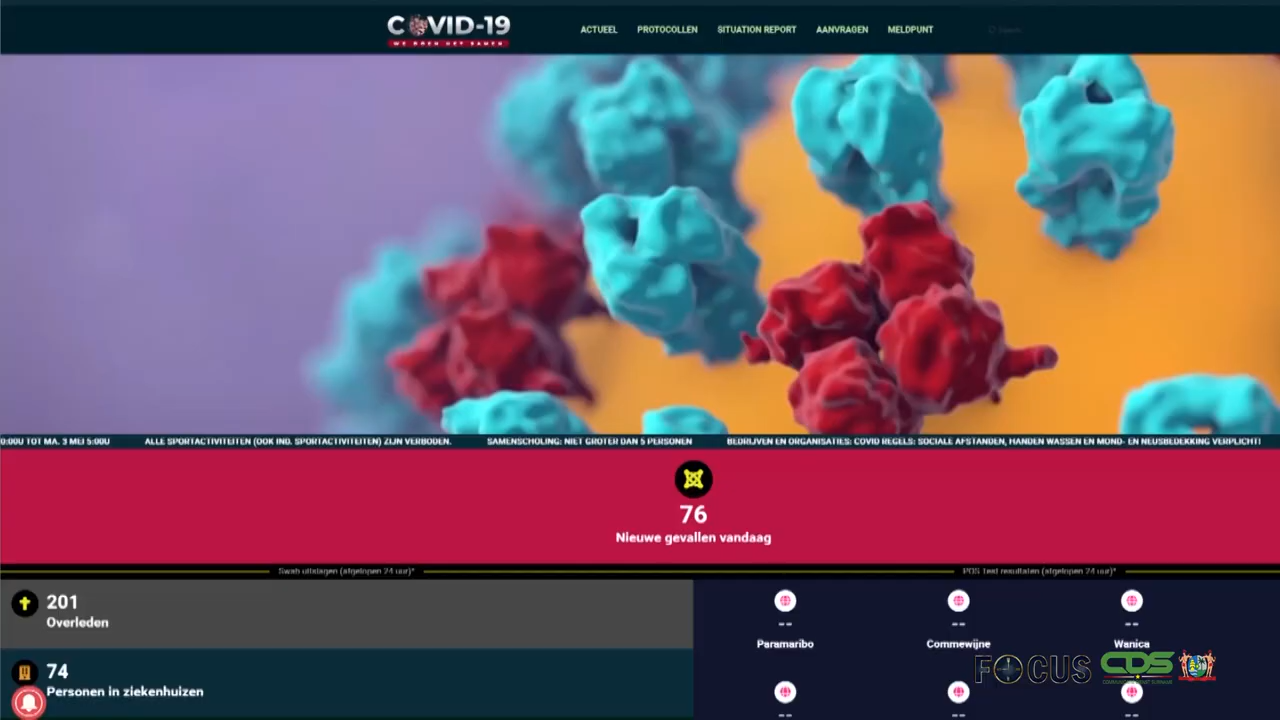 COVID-19
WE DOEN HET SAMEN
ACTUEEL PROTOCOLLEN SITUATION REPORT AANVRAGEN MELDPUNT
0:00U TOT MA. 3 MEI 5:00U ALLE SPORTACTIVITEITEN (OOK IND. SPORTACTIVITEITEN) ZIJN VERBODEN. SAMENSCHOLING: NIET GROTER DAN 5 PERSONEN BEDRIJVEN EN ORGANISATIES: COVID REGELS: SOCIALE AFSTANDEN, HANDEN WASSEN EN MOND- EN NEUSBEDEKKING VERPLICHT!
76
Nieuwe gevallen vandaag
Swab uitslagen (afgelopen 24 uur)*
POS Test resultaten (afgelopen 24 uur)*
201
Overleden
74
Personen in ziekenhuizen
-- -- --
Paramaribo Commewijne Wanica
FOCUS CDS
-- -- --